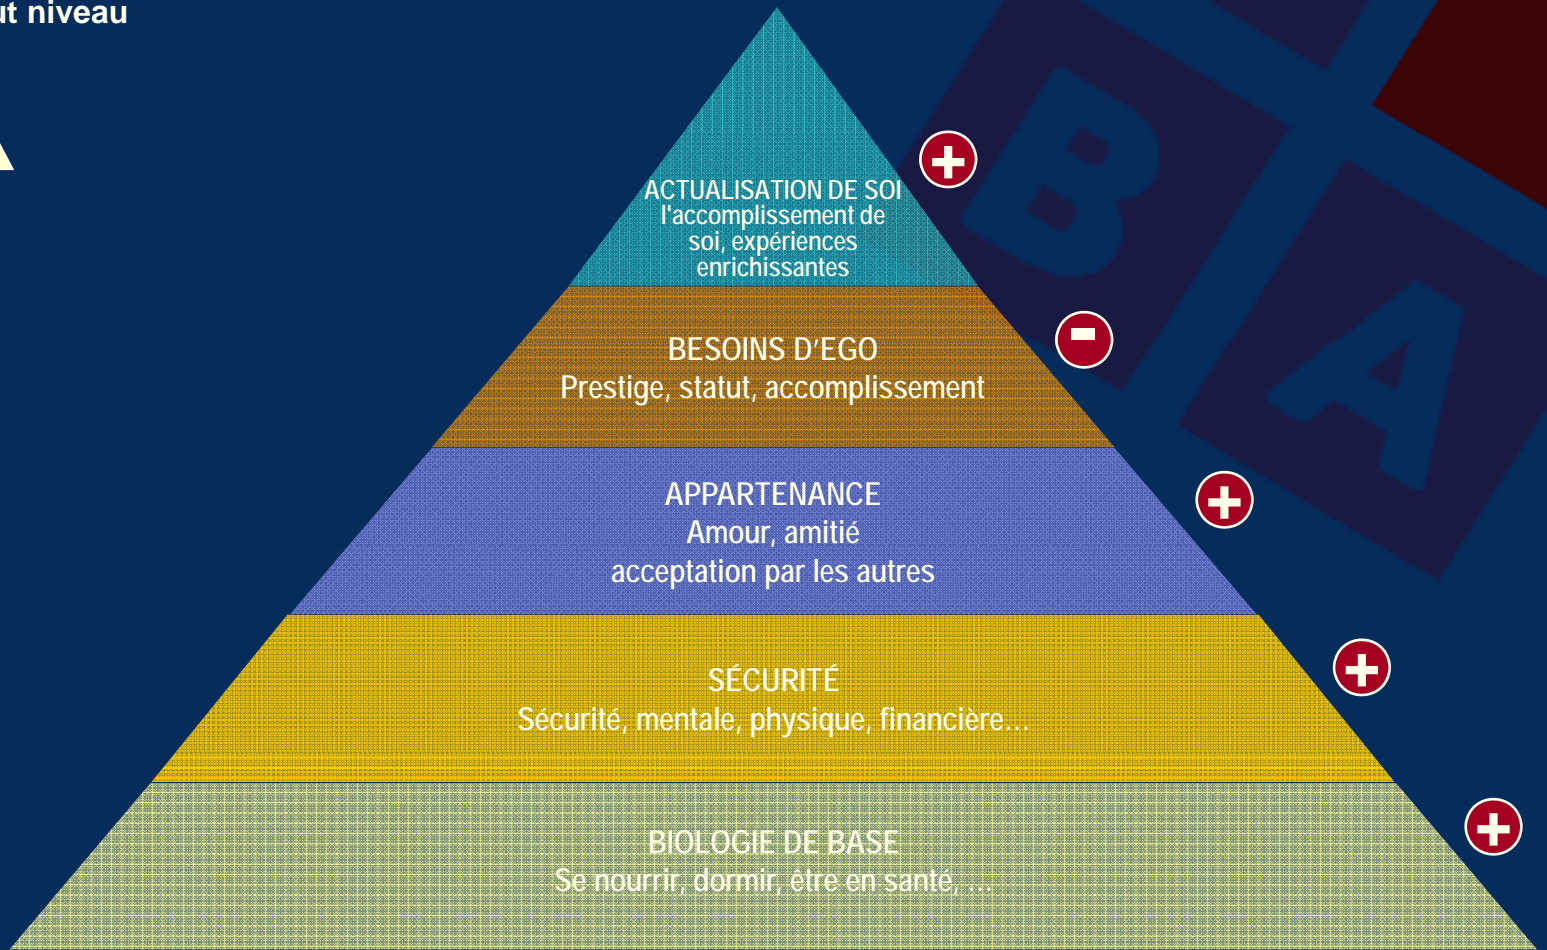 ut niveau
+
ACTUALISATION DE SOI
l'accomplissement de
soi, expériences
enrichissantes
-
BESOINS D’EGO
Prestige, statut, accomplissement
+
APPARTENANCE
Amour, amitié
acceptation par les autres
+
SÉCURITÉ
Sécurité, mentale, physique, financière...
+
BIOLOGIE DE BASE
Se nourrir, dormir, être en santé, ...
B
A